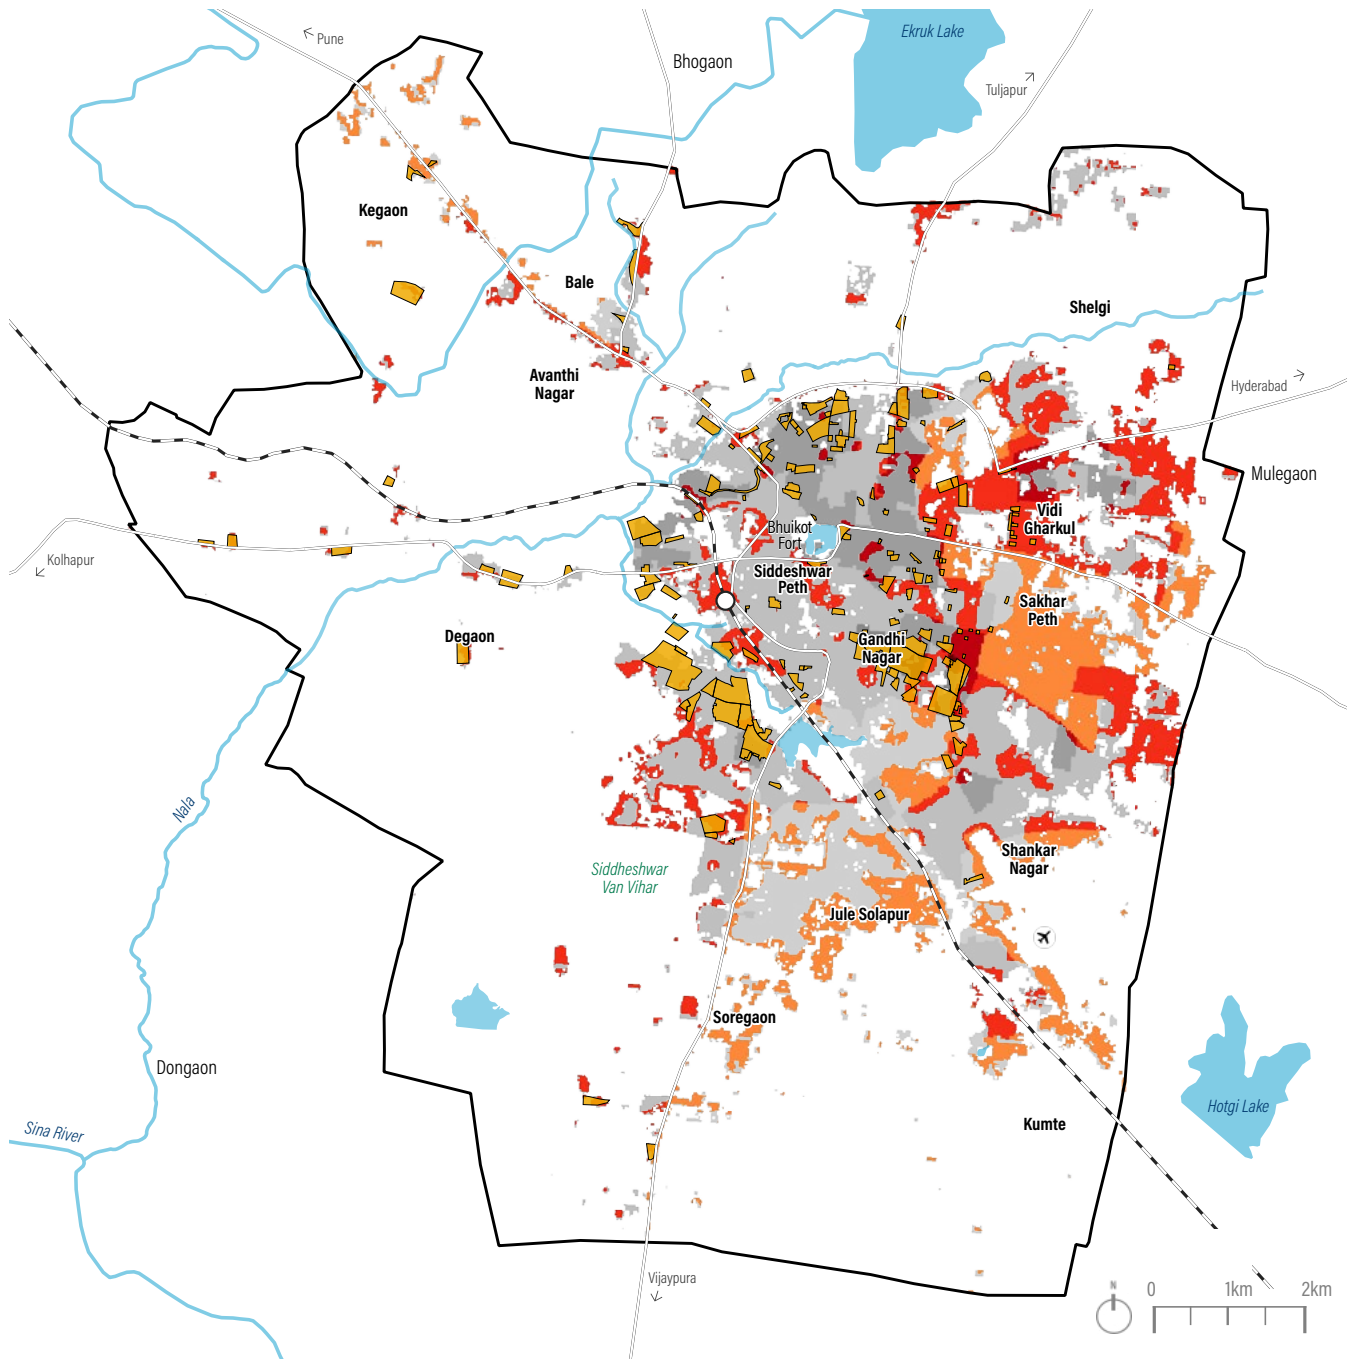 Ekruk Lake
Pune
Bhogaon
Tuljapur
Kegaon
Bale
Shelgi
Avanthi
Nagar
Hyderabad
Mulegaon
Vidi
Gharkul
Bhuikot
Fort
Kolhapur
Siddeshwar
Peth
Sakhar
Peth
Degaon
Gandhi
Nagar
Nala
Shankar
Nagar
Siddheshwar
Van Vihar
Jule Solapur
Soregaon
Dongaon
Hotgi Lake
Kumte
Sina River
Vijaypura
N
0 1km 2km